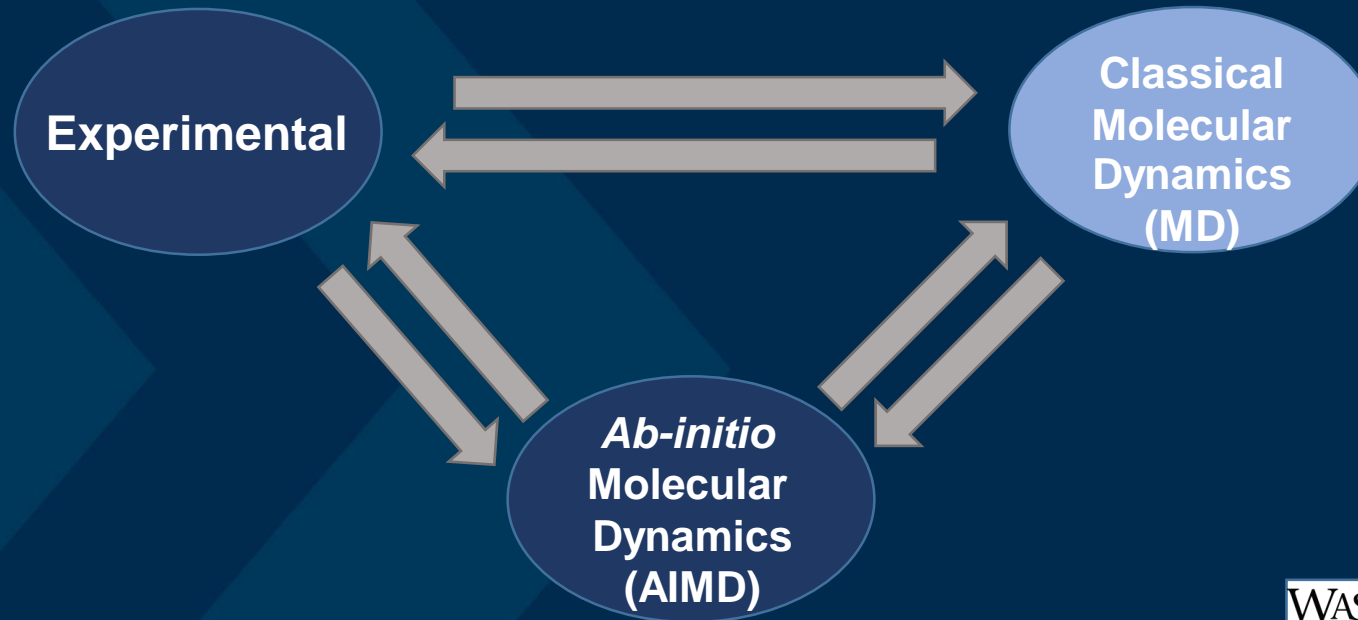 Experimental
Classical
Molecular
Dynamics
(MD)
Ab-initio
Molecular
Dynamics
(AIMD)